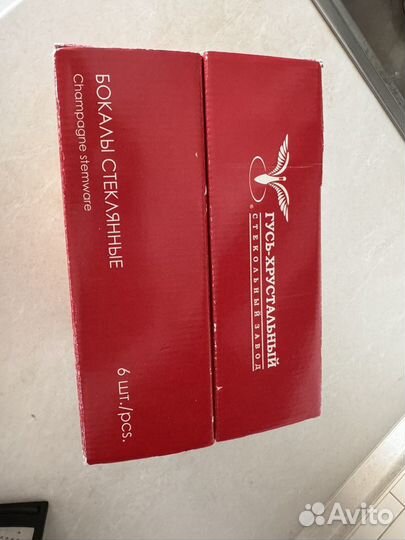 БОКАЛЫ СТЕКЛЯННЫЕ
Champagne stemware
6 шт./pcs.
ГУСЬ-ХРУСТАЛЬНЫЙ
СТЕКОЛЬНЫЙ ЗАВОД
®
Avito